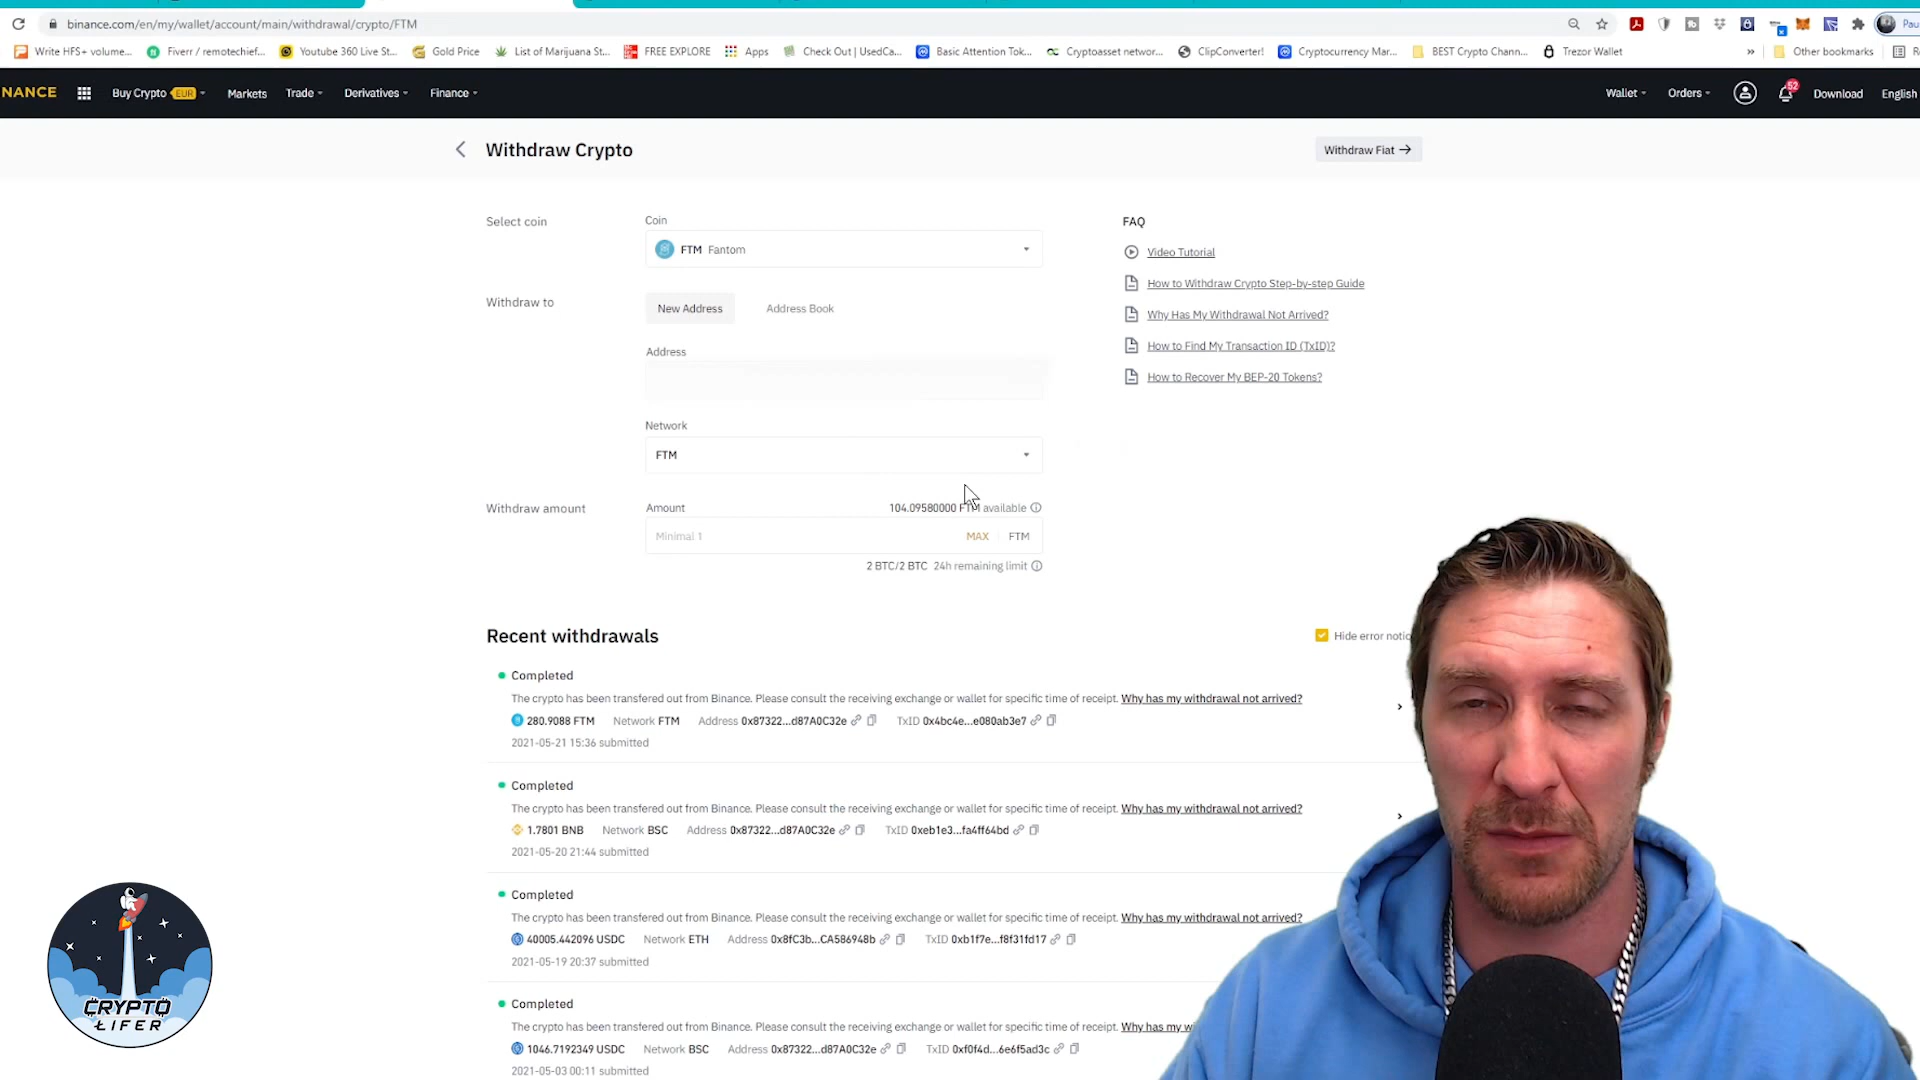 binance.com/en/my/wallet/account/main/withdrawal/crypto/FTM
Pau
Write HFS+ volume... Fiverr / remotechief... Youtube 360 Live St... Gold Price List of Marijuana St... FREE EXPLORE Apps Check Out | UsedCa... Basic Attention Tok... Cryptoasset networ... ClipConverter! Cryptocurrency Mar... BEST Crypto Chann... Trezor Wallet » Other bookmarks
NANCE Buy Crypto EUR Markets Trade Derivatives Finance Wallet Orders 52 Download English
Withdraw Crypto
Withdraw Fiat →
Select coin
Coin
FTM Fantom
Withdraw to
New Address Address Book
Address
Network
FTM
Withdraw amount
Amount 104.09580000 FTM available
Minimal 1 MAX FTM
2 BTC/2 BTC 24h remaining limit
FAQ
Video Tutorial
How to Withdraw Crypto Step-by-step Guide
Why Has My Withdrawal Not Arrived?
How to Find My Transaction ID (TxID)?
How to Recover My BEP-20 Tokens?
Recent withdrawals
Hide error notic
Completed
The crypto has been transfered out from Binance. Please consult the receiving exchange or wallet for specific time of receipt. Why has my withdrawal not arrived?
280.9088 FTM Network FTM Address 0x87322...d87A0C32e TxID 0x4bc4e...e080ab3e7
2021-05-21 15:36 submitted
Completed
The crypto has been transfered out from Binance. Please consult the receiving exchange or wallet for specific time of receipt. Why has my withdrawal not arrived?
1.7801 BNB Network BSC Address 0x87322...d87A0C32e TxID 0xeb1e3...fa4ff64bd
2021-05-20 21:44 submitted
Completed
The crypto has been transfered out from Binance. Please consult the receiving exchange or wallet for specific time of receipt. Why has my withdrawal not arrived?
40005.442096 USDC Network ETH Address 0x8fC3b...CA586948b TxID 0xb1f7e...f8f31fd17
2021-05-19 20:37 submitted
Completed
The crypto has been transfered out from Binance. Please consult the receiving exchange or wallet for specific time of receipt. Why has my w
1046.7192349 USDC Network BSC Address 0x87322...d87A0C32e TxID 0xf0f4d...6e6f5ad3c
2021-05-03 00:11 submitted
CRYPTO
ŁIFER